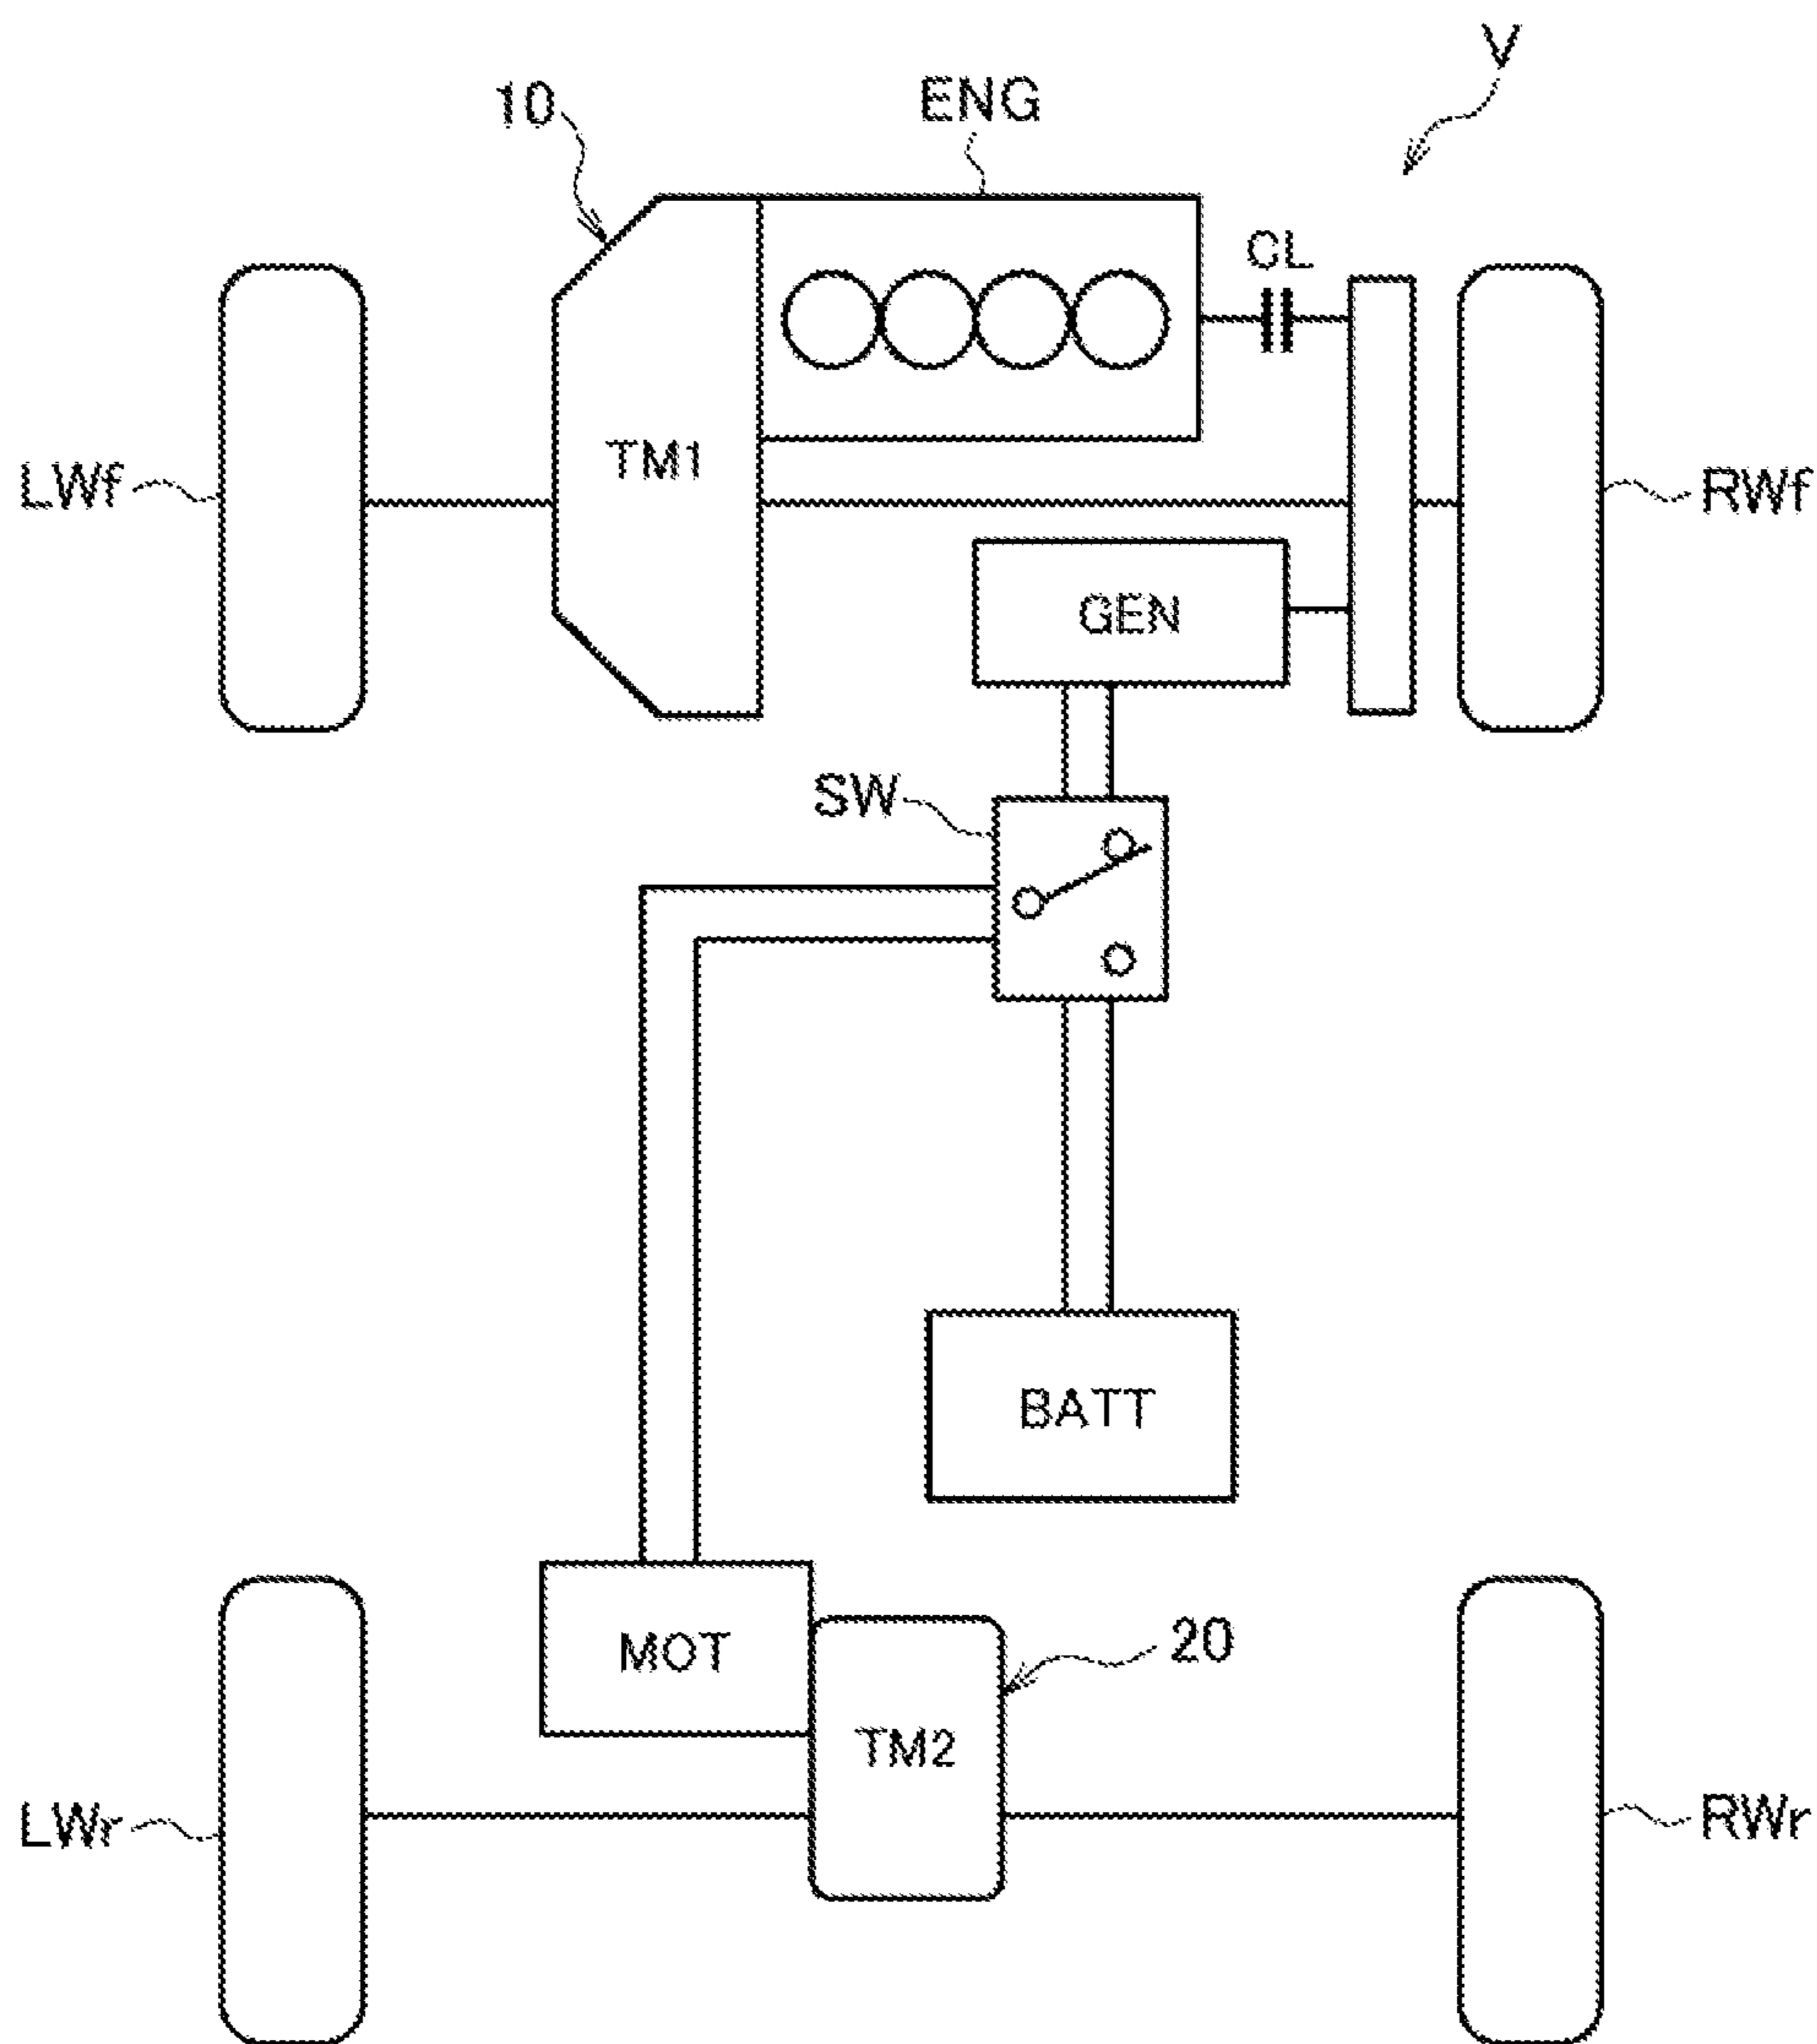 V
10
ENG
CL
TM1
LWf
RWf
GEN
SW
BATT
MOT
20
TM2
LWr
RWr